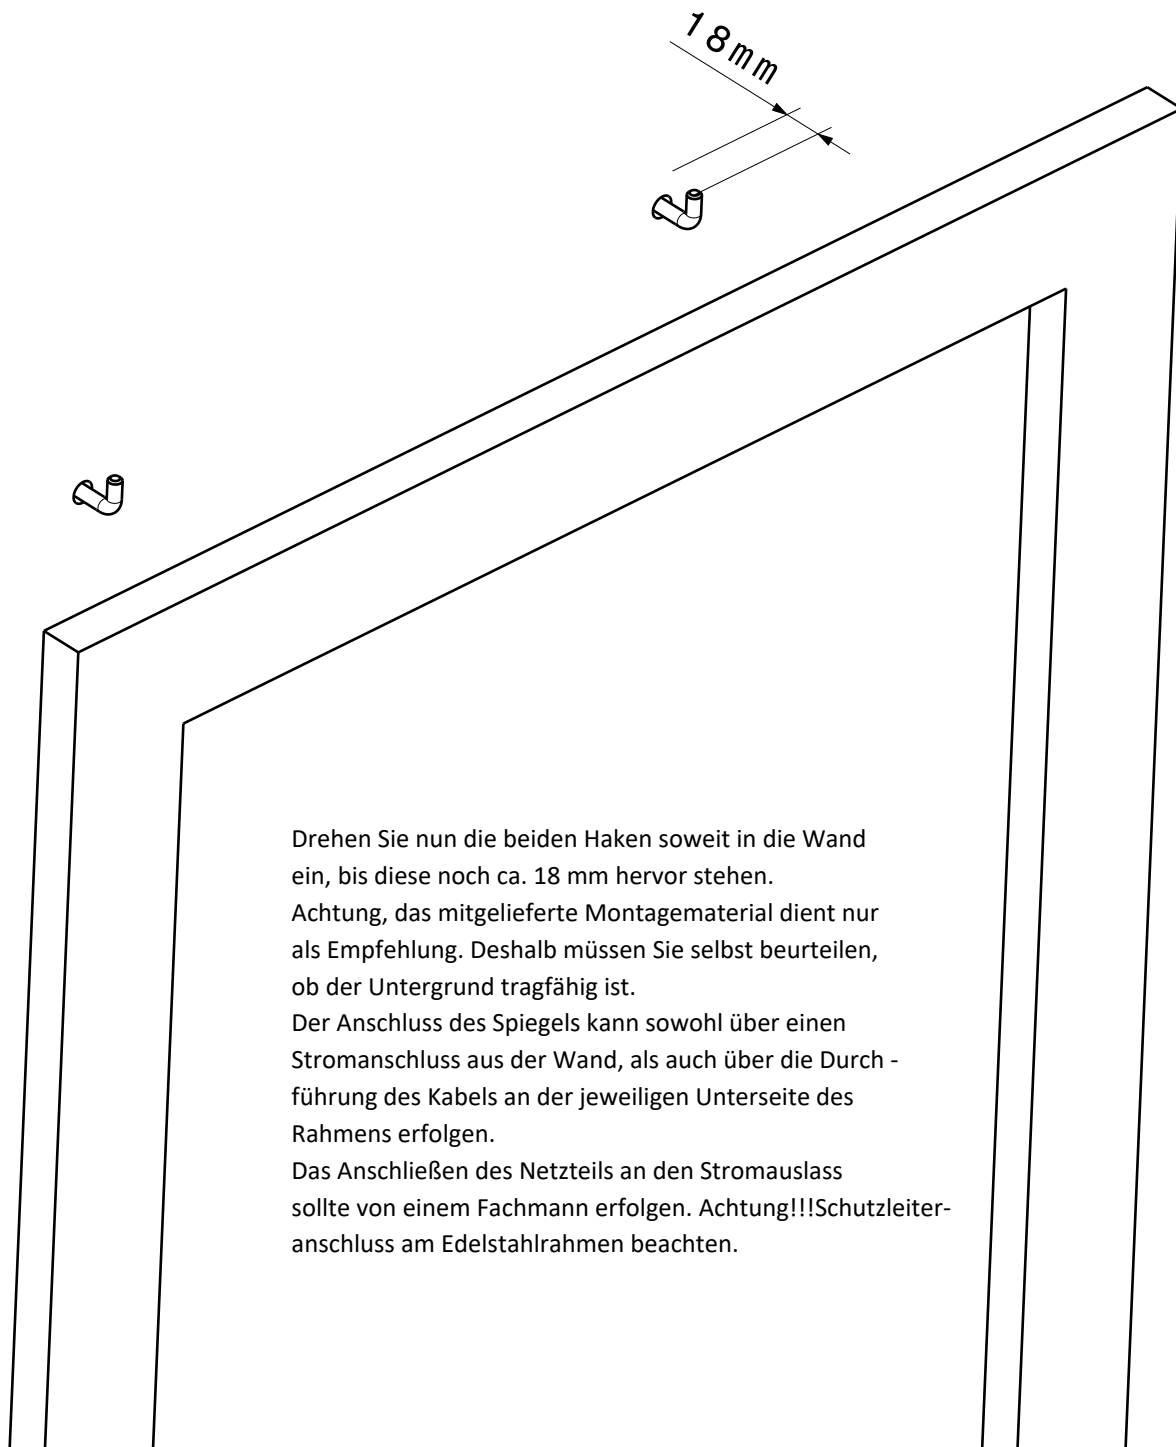 18mm
Drehen Sie nun die beiden Haken soweit in die Wand
ein, bis diese noch ca. 18 mm hervor stehen.
Achtung, das mitgelieferte Montagematerial dient nur
als Empfehlung. Deshalb müssen Sie selbst beurteilen,
ob der Untergrund tragfähig ist.
Der Anschluss des Spiegels kann sowohl über einen
Stromanschluss aus der Wand, als auch über die Durch -
führung des Kabels an der jeweiligen Unterseite des
Rahmens erfolgen.
Das Anschließen des Netzteils an den Stromauslass
sollte von einem Fachmann erfolgen. Achtung!!!Schutzleiter-
anschluss am Edelstahlrahmen beachten.